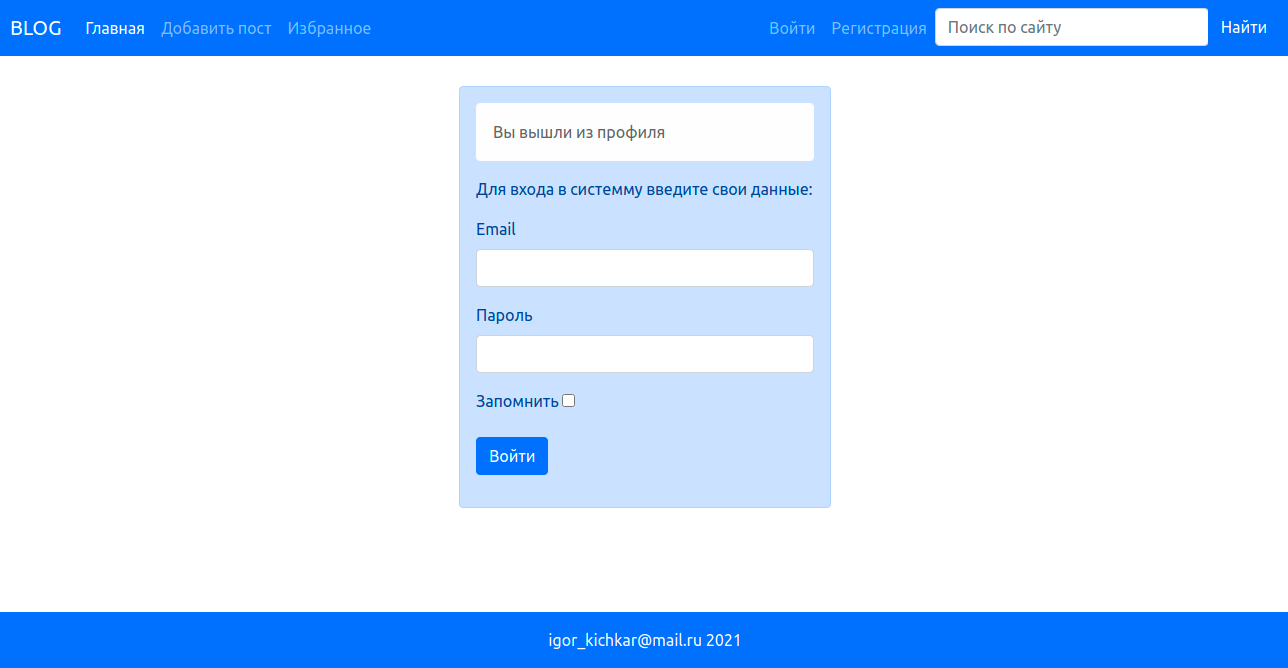 BLOG Главная Добавить пост Избранное Войти Регистрация Поиск по сайту Найти
Вы вышли из профиля
Для входа в системму введите свои данные:
Email
Пароль
Запомнить
Войти
igor_kichkar@mail.ru 2021